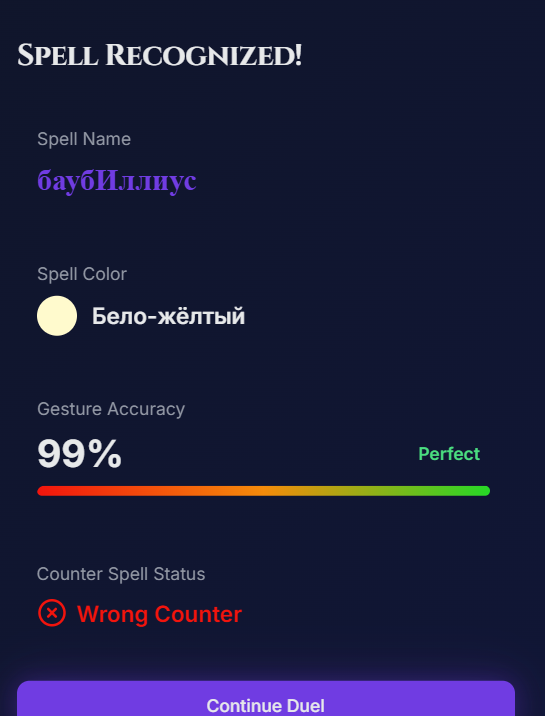 Spell Recognized!
Spell Name
баубИллиус
Spell Color
Бело-жёлтый
Gesture Accuracy
99%
Perfect
Counter Spell Status
Wrong Counter
Continue Duel